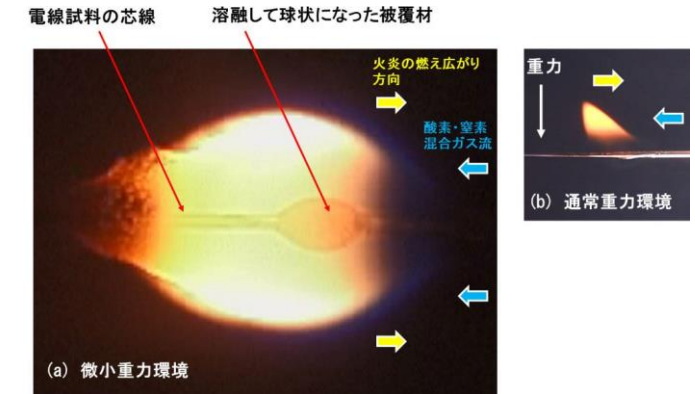 電線試料の芯線
溶融して球状になった被覆材
火炎の燃え広がり
方向
酸素・窒素
混合ガス流
(a) 微小重力環境
重力
(b) 通常重力環境